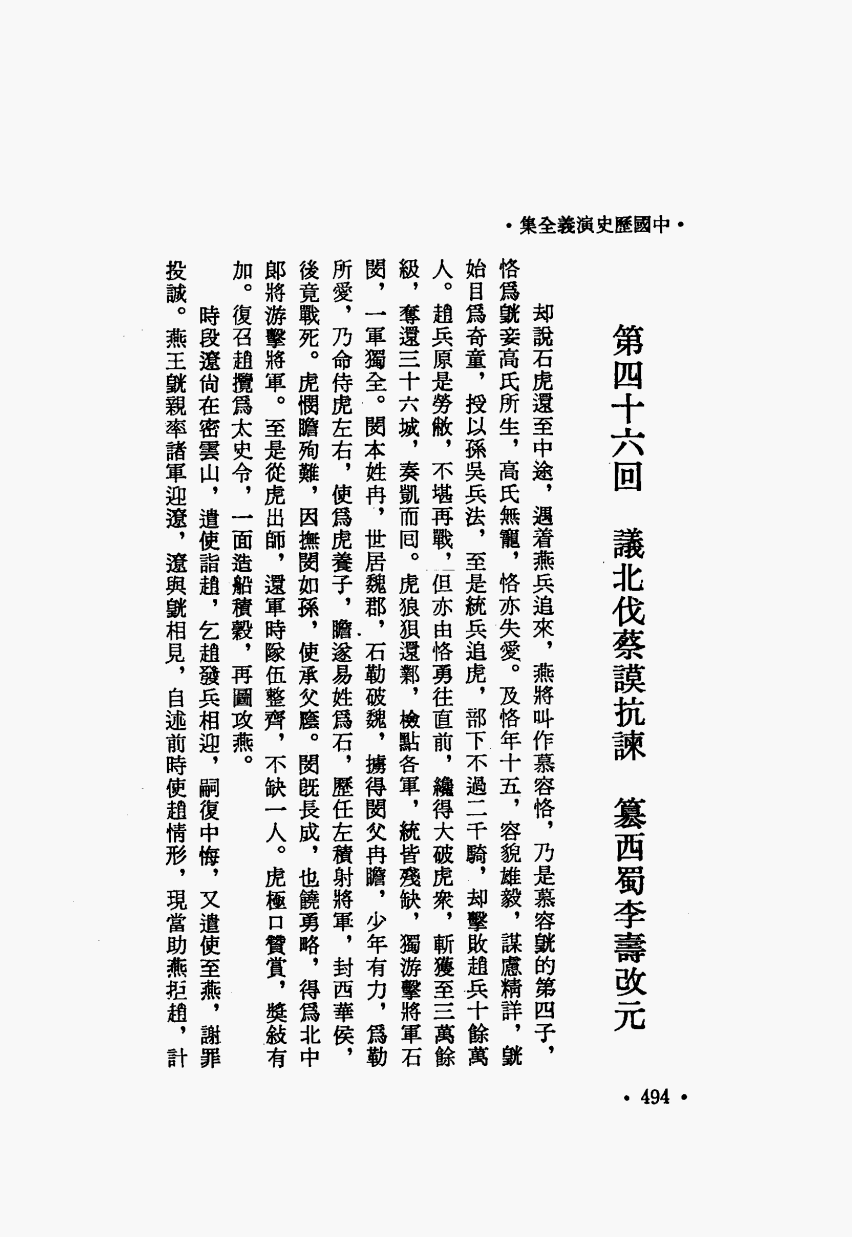 ·中國歷史演義全集·
第四十六回　議北伐蔡謨抗諫　篡西蜀李壽改元
却說石虎還至中途，遇着燕兵追來，燕將叫作慕容恪，乃是慕容皝的第四子，
恪爲皝妾高氏所生，高氏無寵，恪亦失愛。及恪年十五，容貌雄毅，謀慮精詳，皝
始目爲奇童，授以孫吳兵法，至是統兵追虎，部下不過二千騎，却擊敗趙兵十餘萬
人。趙兵原是勞敝，不堪再戰，但亦由恪勇往直前，纔得大破虎衆，斬獲至三萬餘
級，奪還三十六城，奏凱而回。虎狼狽還鄴，檢點各軍，統皆殘缺，獨游擊將軍石
閔，一軍獨全。閔本姓冉，世居魏郡，石勒破魏，擄得閔父冉瞻，少年有力，爲勒
所愛，乃命侍虎左右，使爲虎養子，瞻遂易姓爲石，歷任左積射將軍，封西華侯，
後竟戰死。虎憫瞻殉難，因撫閔如孫，使承父廕。閔旣長成，也饒勇略，得爲北中
郎將游擊將軍。至是從虎出師，還軍時隊伍整齊，不缺一人。虎極口贊賞，獎敍有
加。復召趙攬爲太史令，一面造船積穀，再圖攻燕。
時段遼尙在密雲山，遣使詣趙，乞趙發兵相迎，嗣復中悔，又遣使至燕，謝罪
投誠。燕王皝親率諸軍迎遼，遼與皝相見，自述前時使趙情形，現當助燕拒趙，計
·494·